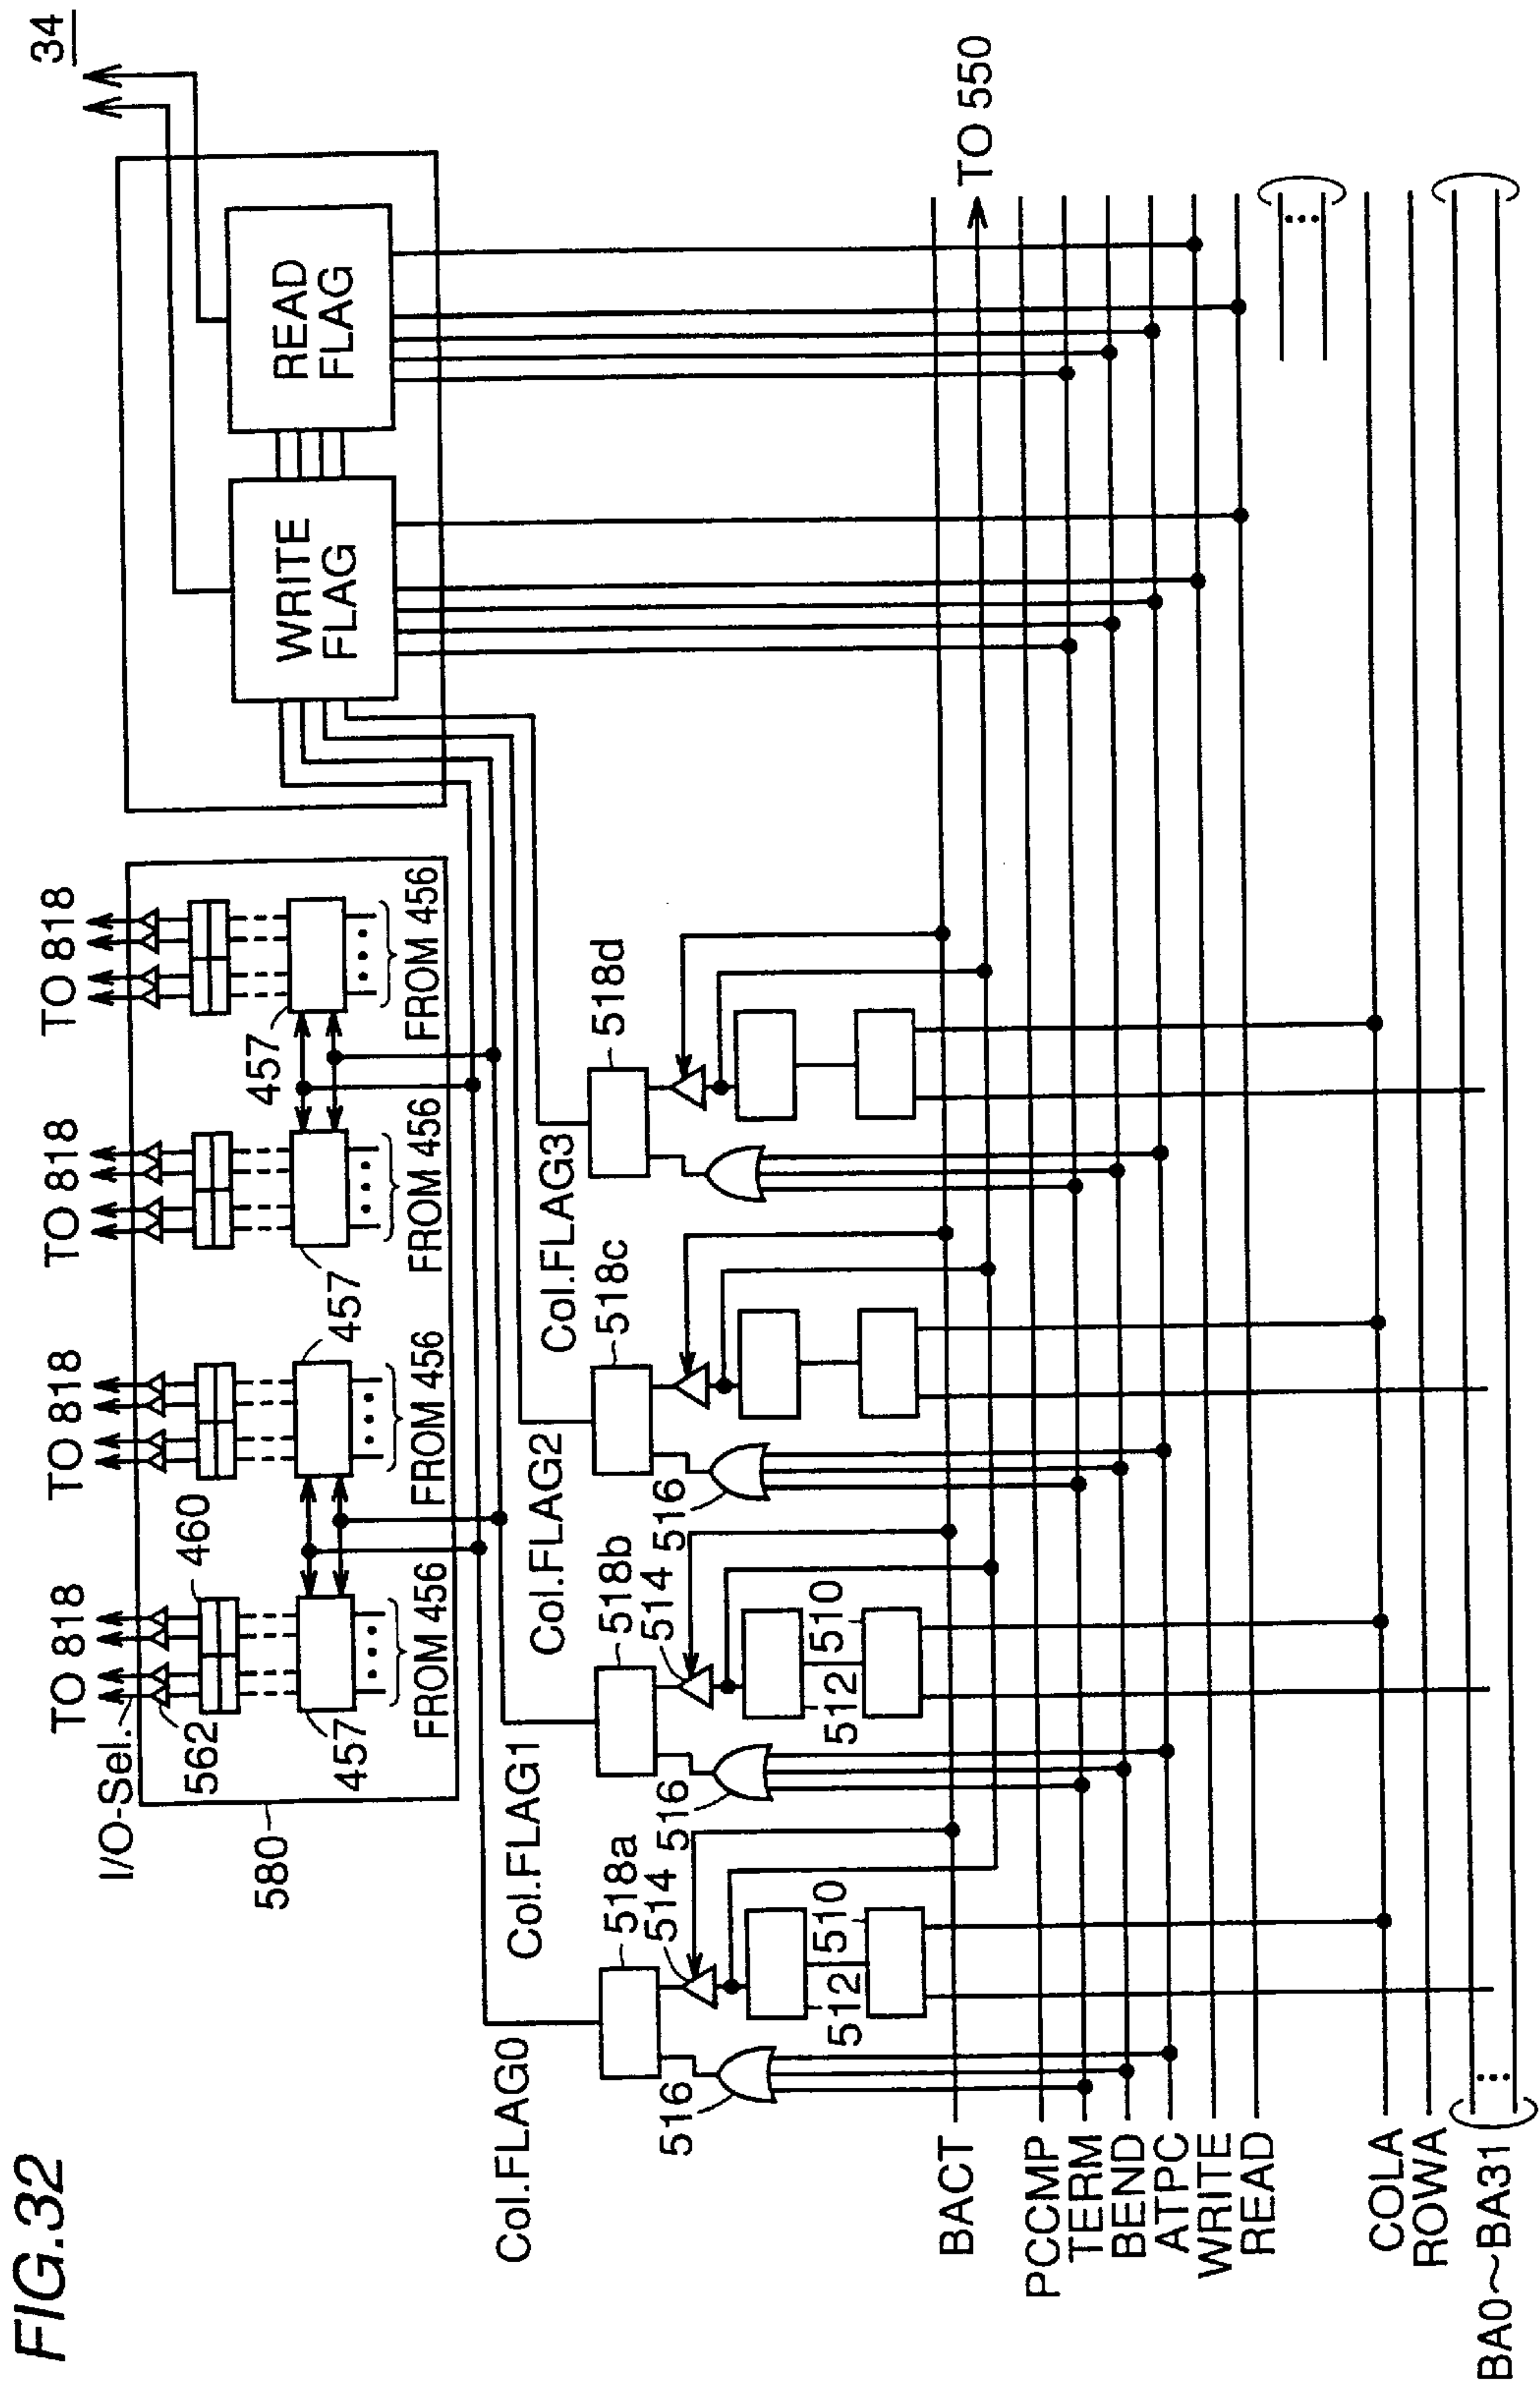 FIG.32
34
TO 818
TO 818
TO 818
TO 818
I/O-Sel.
562
460
457
457
457
457
FROM 456
FROM 456
FROM 456
FROM 456
580
WRITE
FLAG
READ
FLAG
Col.FLAG0
Col.FLAG1
Col.FLAG2
Col.FLAG3
518a
518b
518c
518d
514
514
516
516
516
512
510
512
510
TO 550
BACT
PCCMP
TERM
BEND
ATPC
WRITE
READ
COLA
ROWA
BA0~BA31